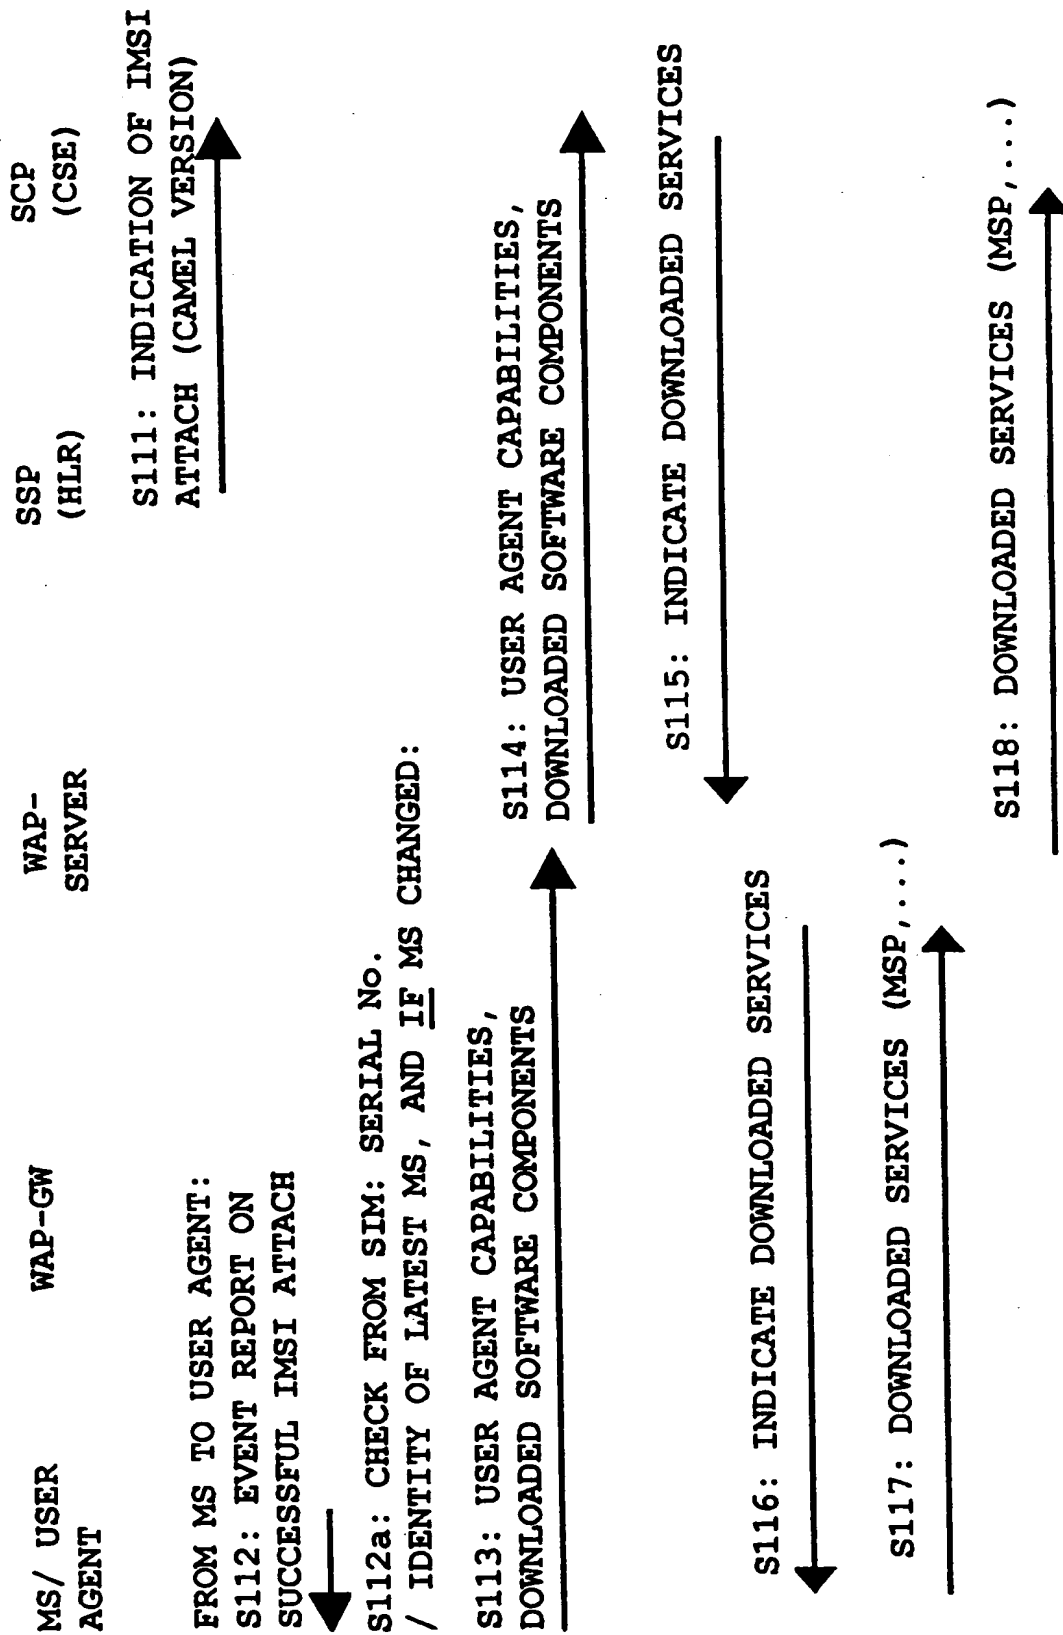 MS/ USER
AGENT
WAP-GW
WAP-
SERVER
SSP
(HLR)
SCP
(CSE)
S111: INDICATION OF IMSI
ATTACH (CAMEL VERSION)
FROM MS TO USER AGENT:
S112: EVENT REPORT ON
SUCCESSFUL IMSI ATTACH
S112a: CHECK FROM SIM: SERIAL No.
/ IDENTITY OF LATEST MS, AND IF MS CHANGED:
S113: USER AGENT CAPABILITIES,
DOWNLOADED SOFTWARE COMPONENTS
S114: USER AGENT CAPABILITIES,
DOWNLOADED SOFTWARE COMPONENTS
S115: INDICATE DOWNLOADED SERVICES
S116: INDICATE DOWNLOADED SERVICES
S117: DOWNLOADED SERVICES (MSP,...)
S118: DOWNLOADED SERVICES (MSP,...)